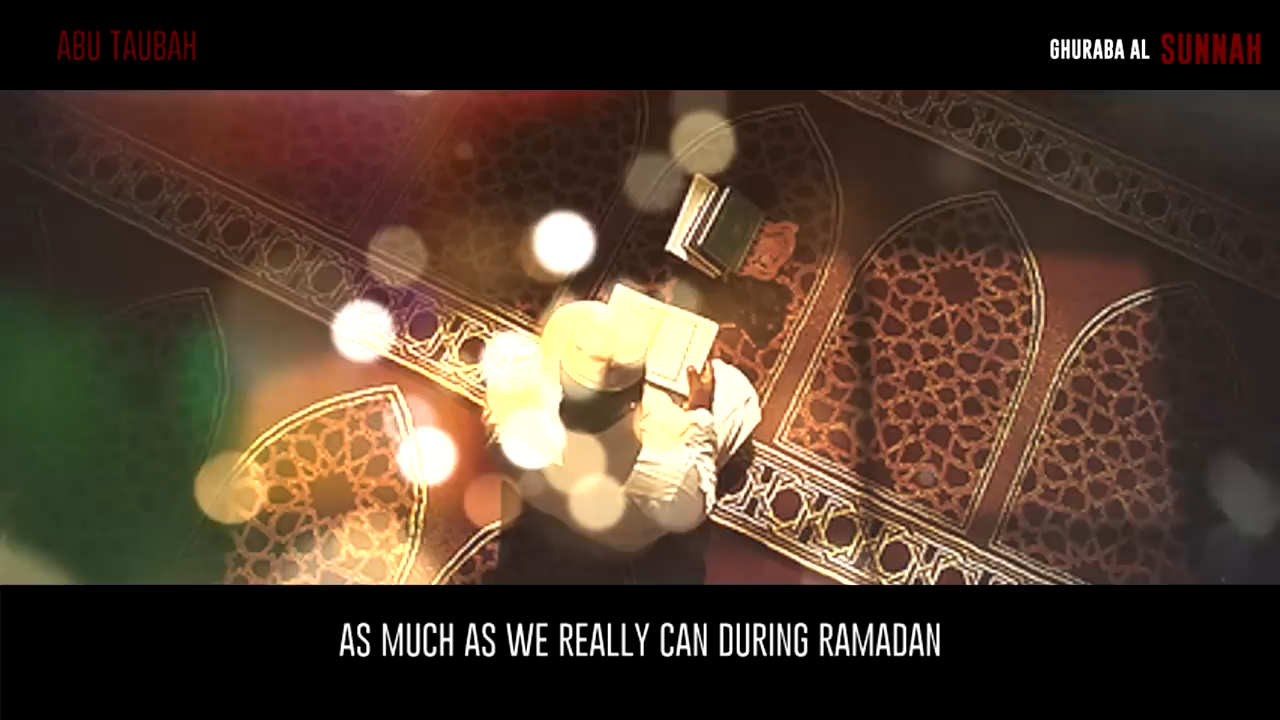 ABU TAUBAH
GHURABA AL SUNNAH
AS MUCH AS WE REALLY CAN DURING RAMADAN